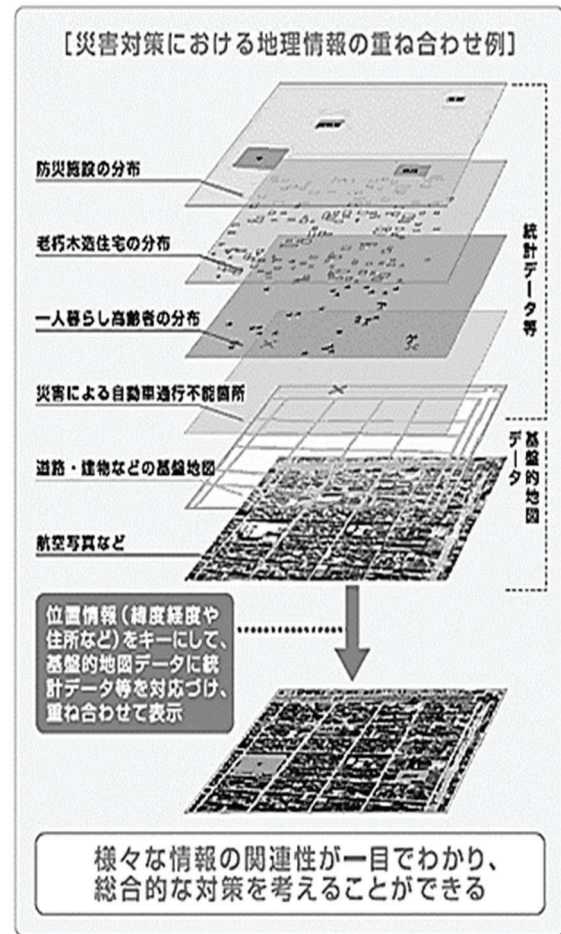 ［災害対策における地理情報の重ね合わせ例］
防災施設の分布
老朽木造住宅の分布
一人暮らし高齢者の分布
災害による自動車通行不能箇所
道路・建物などの基盤地図
航空写真など
統計データ等
基盤的地図
データ
位置情報（緯度経度や
住所など）をキーにして、
基盤的地図データに統
計データ等を対応づけ、
重ね合わせて表示
様々な情報の関連性が一目でわかり、
総合的な対策を考えることができる